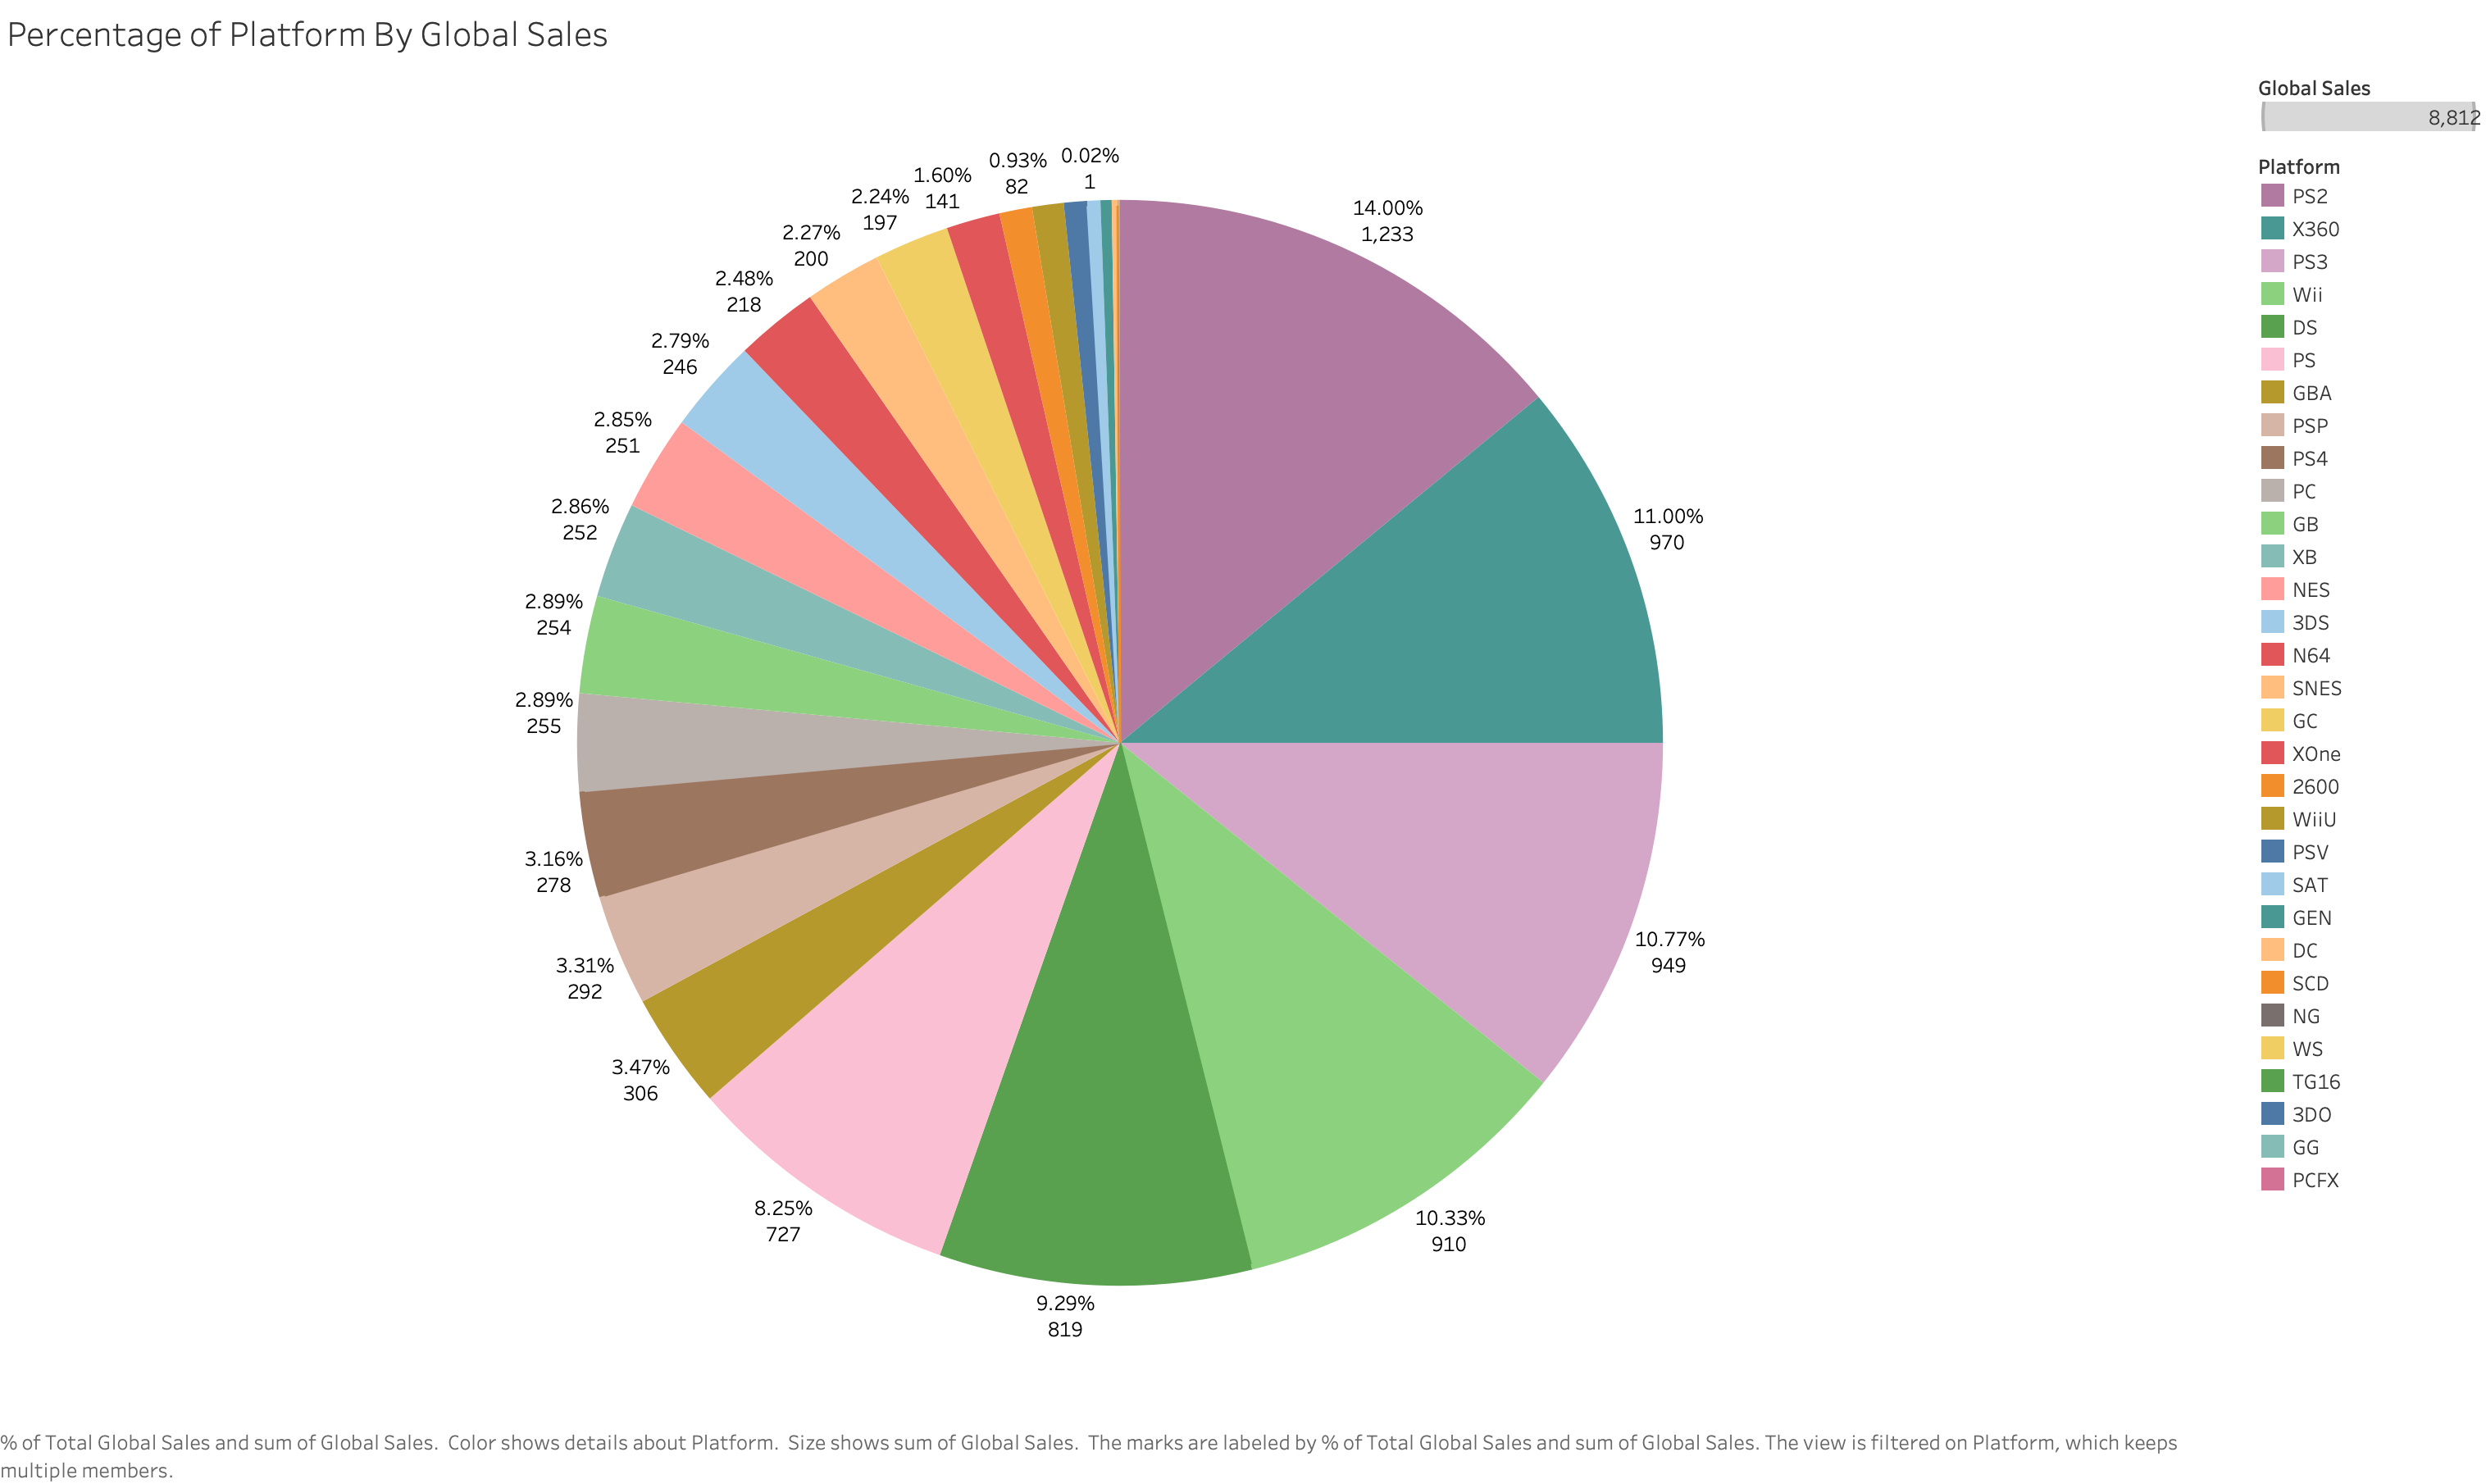 Percentage of Platform By Global Sales
Global Sales
8,812
Platform
PS2
X360
PS3
Wii
DS
PS
GBA
PSP
PS4
PC
GB
XB
NES
3DS
N64
SNES
GC
XOne
2600
WiiU
PSV
SAT
GEN
DC
SCD
NG
WS
TG16
3DO
GG
PCFX
14.00%
1,233
11.00%
970
10.77%
949
10.33%
910
9.29%
819
8.25%
727
3.47%
306
3.31%
292
3.16%
278
2.89%
255
2.89%
254
2.86%
252
2.85%
251
2.79%
246
2.48%
218
2.27%
200
2.24%
197
1.60%
141
0.93%
82
0.02%
1
% of Total Global Sales and sum of Global Sales.  Color shows details about Platform.  Size shows sum of Global Sales.  The marks are labeled by % of Total Global Sales and sum of Global Sales. The view is filtered on Platform, which keeps
multiple members.